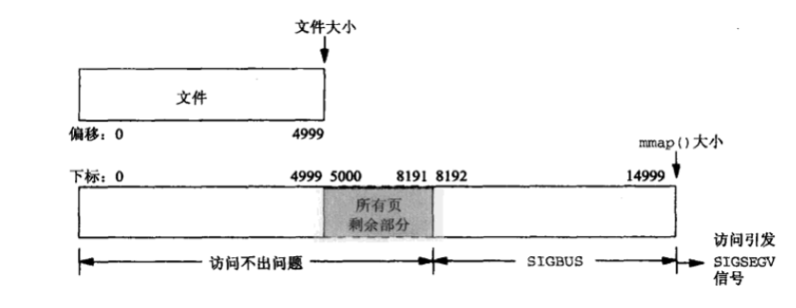 文件大小
文件
偏移：0 4999
mmap()大小
下标：0 4999 5000 8191 8192 14999
所有页
剩余部分
访问不出问题 SIGBUS
访问引发
SIGSEGV
信号